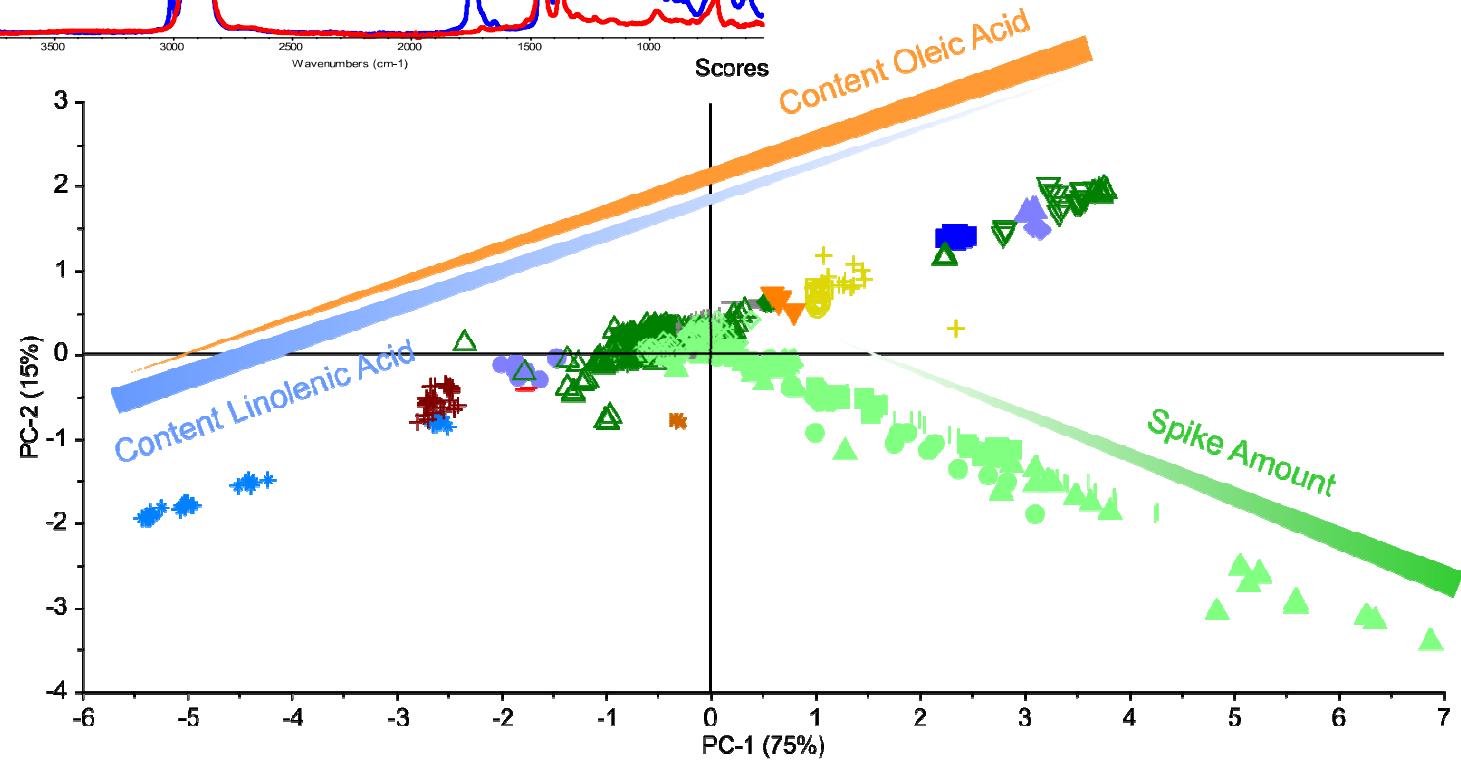 3500 3000 2500 2000 1500 1000
Wavenumbers (cm-1)
Scores
Content Oleic Acid
Content Linolenic Acid
Spike Amount
3
2
1
0
-1
-2
-3
-4
PC-2 (15%)
-6 -5 -4 -3 -2 -1 0 1 2 3 4 5 6 7
PC-1 (75%)